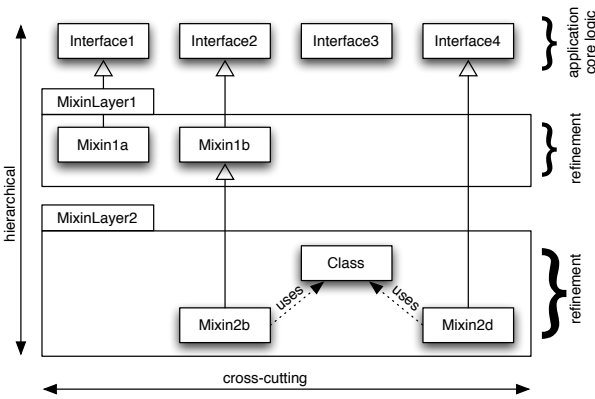 Interface1
Interface2
Interface3
Interface4
application
core logic
MixinLayer1
Mixin1a
Mixin1b
refinement
hierarchical
MixinLayer2
Class
uses
uses
Mixin2b
Mixin2d
refinement
cross-cutting